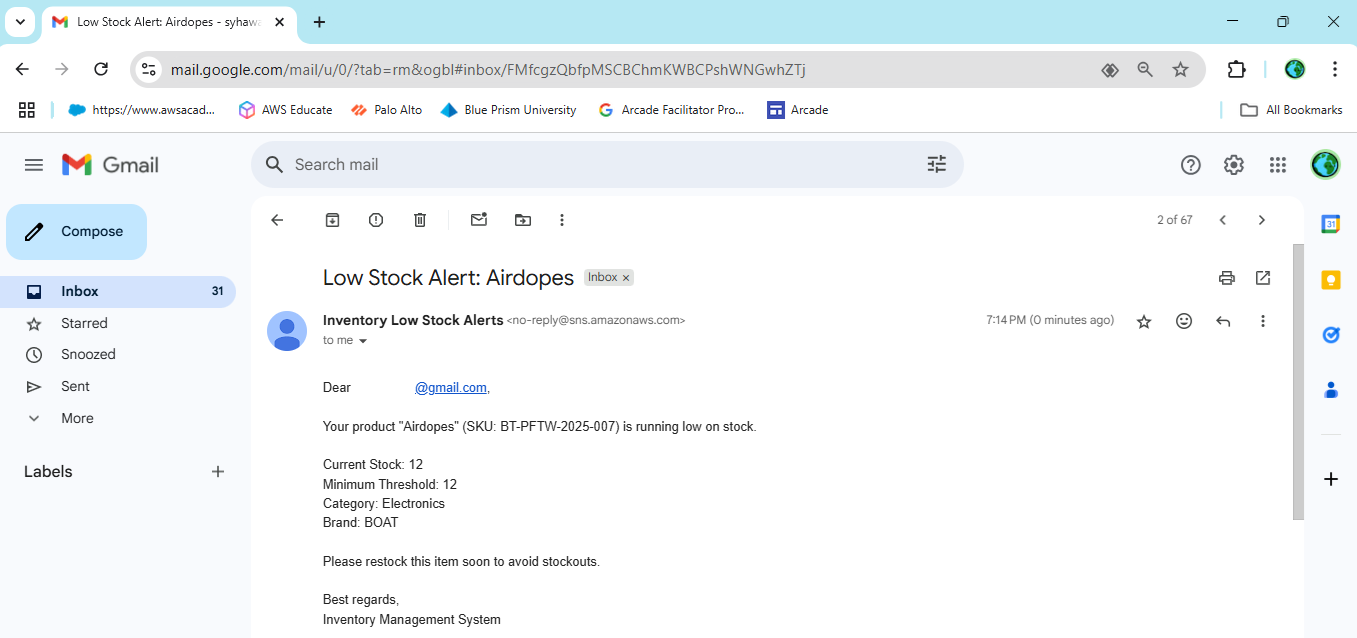 Low Stock Alert: Airdopes - syhawa
mail.google.com/mail/u/0/?tab=rm&ogbl#inbox/FMfcgzQbfpMSCBChmKWBCPshWNGwhZTj
https://www.awsacad... AWS Educate Palo Alto Blue Prism University Arcade Facilitator Pro... Arcade All Bookmarks
Gmail
Search mail
Compose
2 of 67
Inbox 31
Starred
Snoozed
Sent
More
Labels
Low Stock Alert: Airdopes Inbox x
Inventory Low Stock Alerts <no-reply@sns.amazonaws.com> 7:14 PM (0 minutes ago)
to me
Dear @gmail.com,
Your product "Airdopes" (SKU: BT-PFTW-2025-007) is running low on stock.
Current Stock: 12
Minimum Threshold: 12
Category: Electronics
Brand: BOAT
Please restock this item soon to avoid stockouts.
Best regards,
Inventory Management System
31